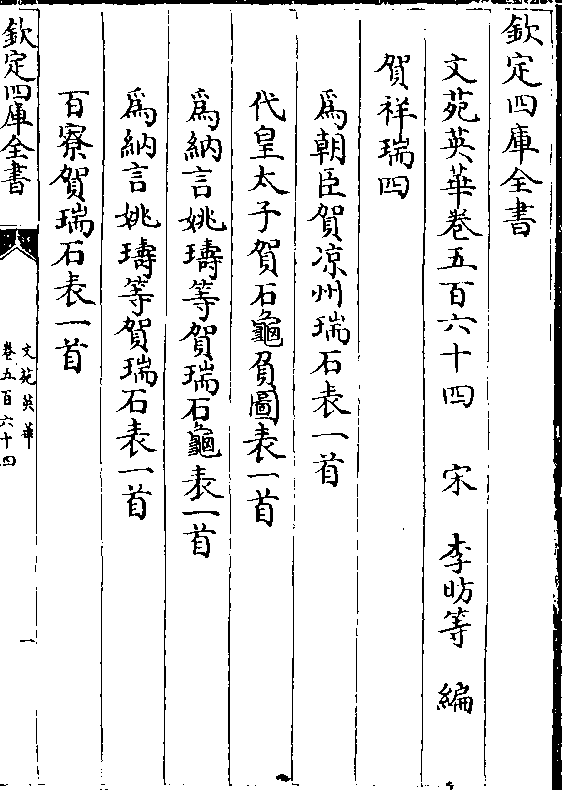 欽定四庫全書
文苑英華卷五百六十四 宋 李昉等 編
賀祥瑞四
爲朝臣賀凉州瑞石表一首
代皇太子賀石龜負圖表一首
爲納言姚璹等賀瑞石龜表一首
爲納言姚璹等賀瑞石表一首
百寮賀瑞石表一首
欽定四庫全書
文苑英華
卷五百六十四
一